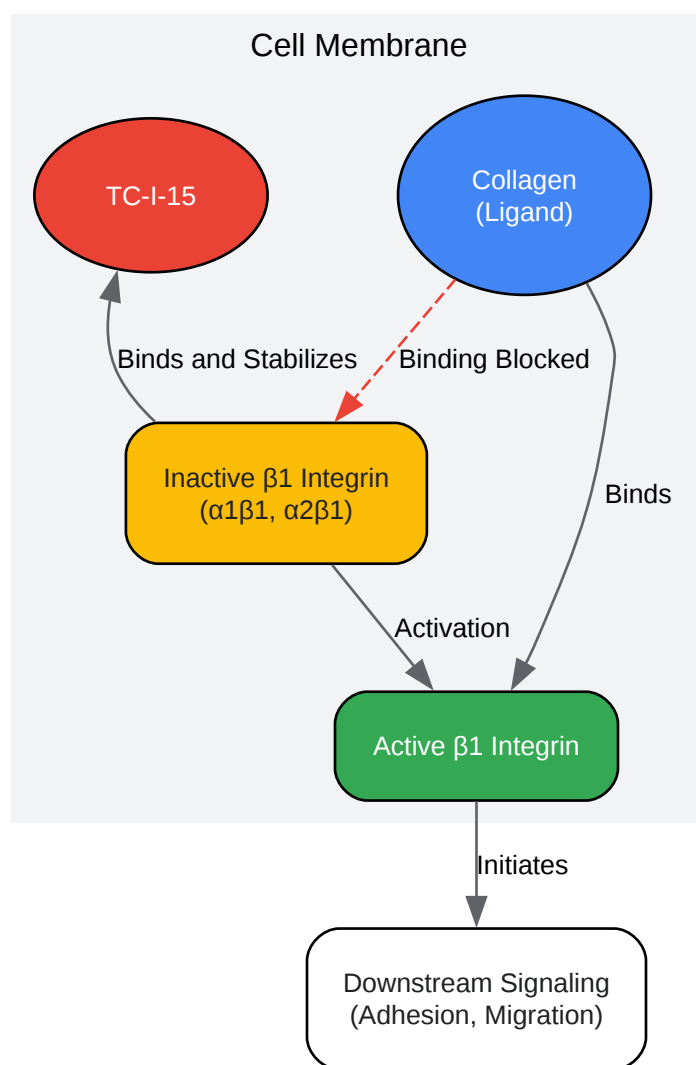 Cell Membrane
TC-I-15
Collagen
(Ligand)
Binds and Stabilizes
Binding Blocked
Inactive β1 Integrin
(α1β1, α2β1)
Binds
Activation
Active β1 Integrin
Initiates
Downstream Signaling
(Adhesion, Migration)